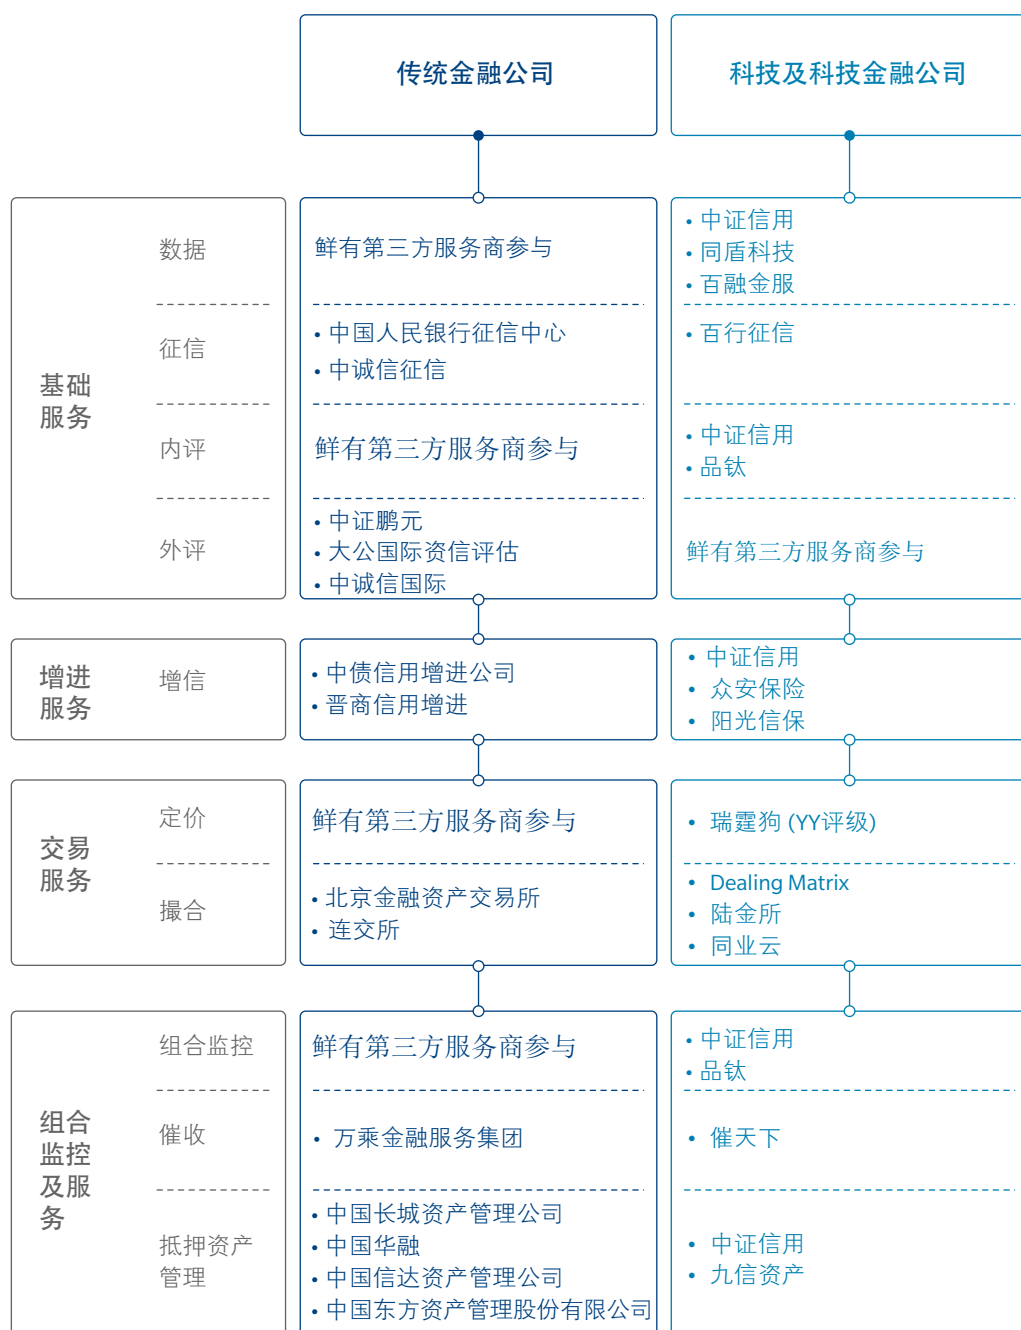 传统金融公司
科技及科技金融公司
基础
服务
数据
鲜有第三方服务商参与
• 中证信用
• 同盾科技
• 百融金服
征信
• 中国人民银行征信中心
• 中诚信征信
• 百行征信
内评
鲜有第三方服务商参与
• 中证信用
• 品钛
外评
• 中证鹏元
• 大公国际资信评估
• 中诚信国际
鲜有第三方服务商参与
增进
服务
增信
• 中债信用增进公司
• 晋商信用增进
• 中证信用
• 众安保险
• 阳光信保
交易
服务
定价
鲜有第三方服务商参与
• 瑞霆狗 (YY评级)
撮合
• 北京金融资产交易所
• 连交所
• Dealing Matrix
• 陆金所
• 同业云
组合
监控
及服
务
组合监控
鲜有第三方服务商参与
• 中证信用
• 品钛
催收
• 万乘金融服务集团
• 催天下
抵押资产
管理
• 中国长城资产管理公司
• 中国华融
• 中国信达资产管理公司
• 中国东方资产管理股份有限公司
• 中证信用
• 九信资产